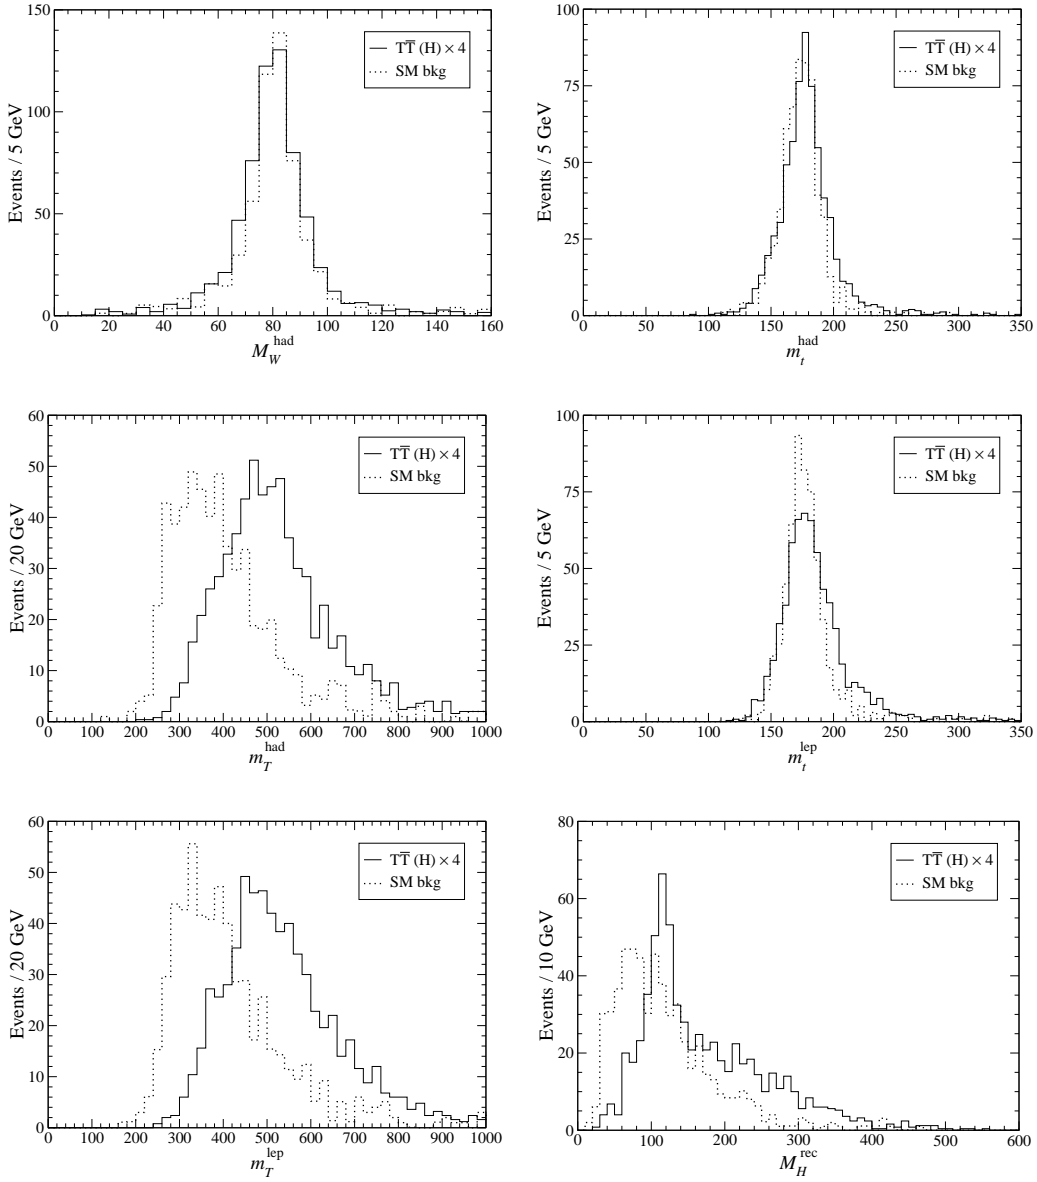 150
100
50
0
0 20 40 60 80 100 120 140 160
Events / 5 GeV
M_W^had
TT̅ (H) × 4
SM bkg
100
75
50
25
0
0 50 100 150 200 250 300 350
Events / 5 GeV
m_t^had
TT̅ (H) × 4
SM bkg
60
50
40
30
20
10
0
0 100 200 300 400 500 600 700 800 900 1000
Events / 20 GeV
m_T^had
TT̅ (H) × 4
SM bkg
100
75
50
25
0
0 50 100 150 200 250 300 350
Events / 5 GeV
m_t^lep
TT̅ (H) × 4
SM bkg
60
50
40
30
20
10
0
0 100 200 300 400 500 600 700 800 900 1000
Events / 20 GeV
m_T^lep
TT̅ (H) × 4
SM bkg
80
60
40
20
0
0 100 200 300 400 500 600
Events / 10 GeV
M_H^rec
TT̅ (H) × 4
SM bkg